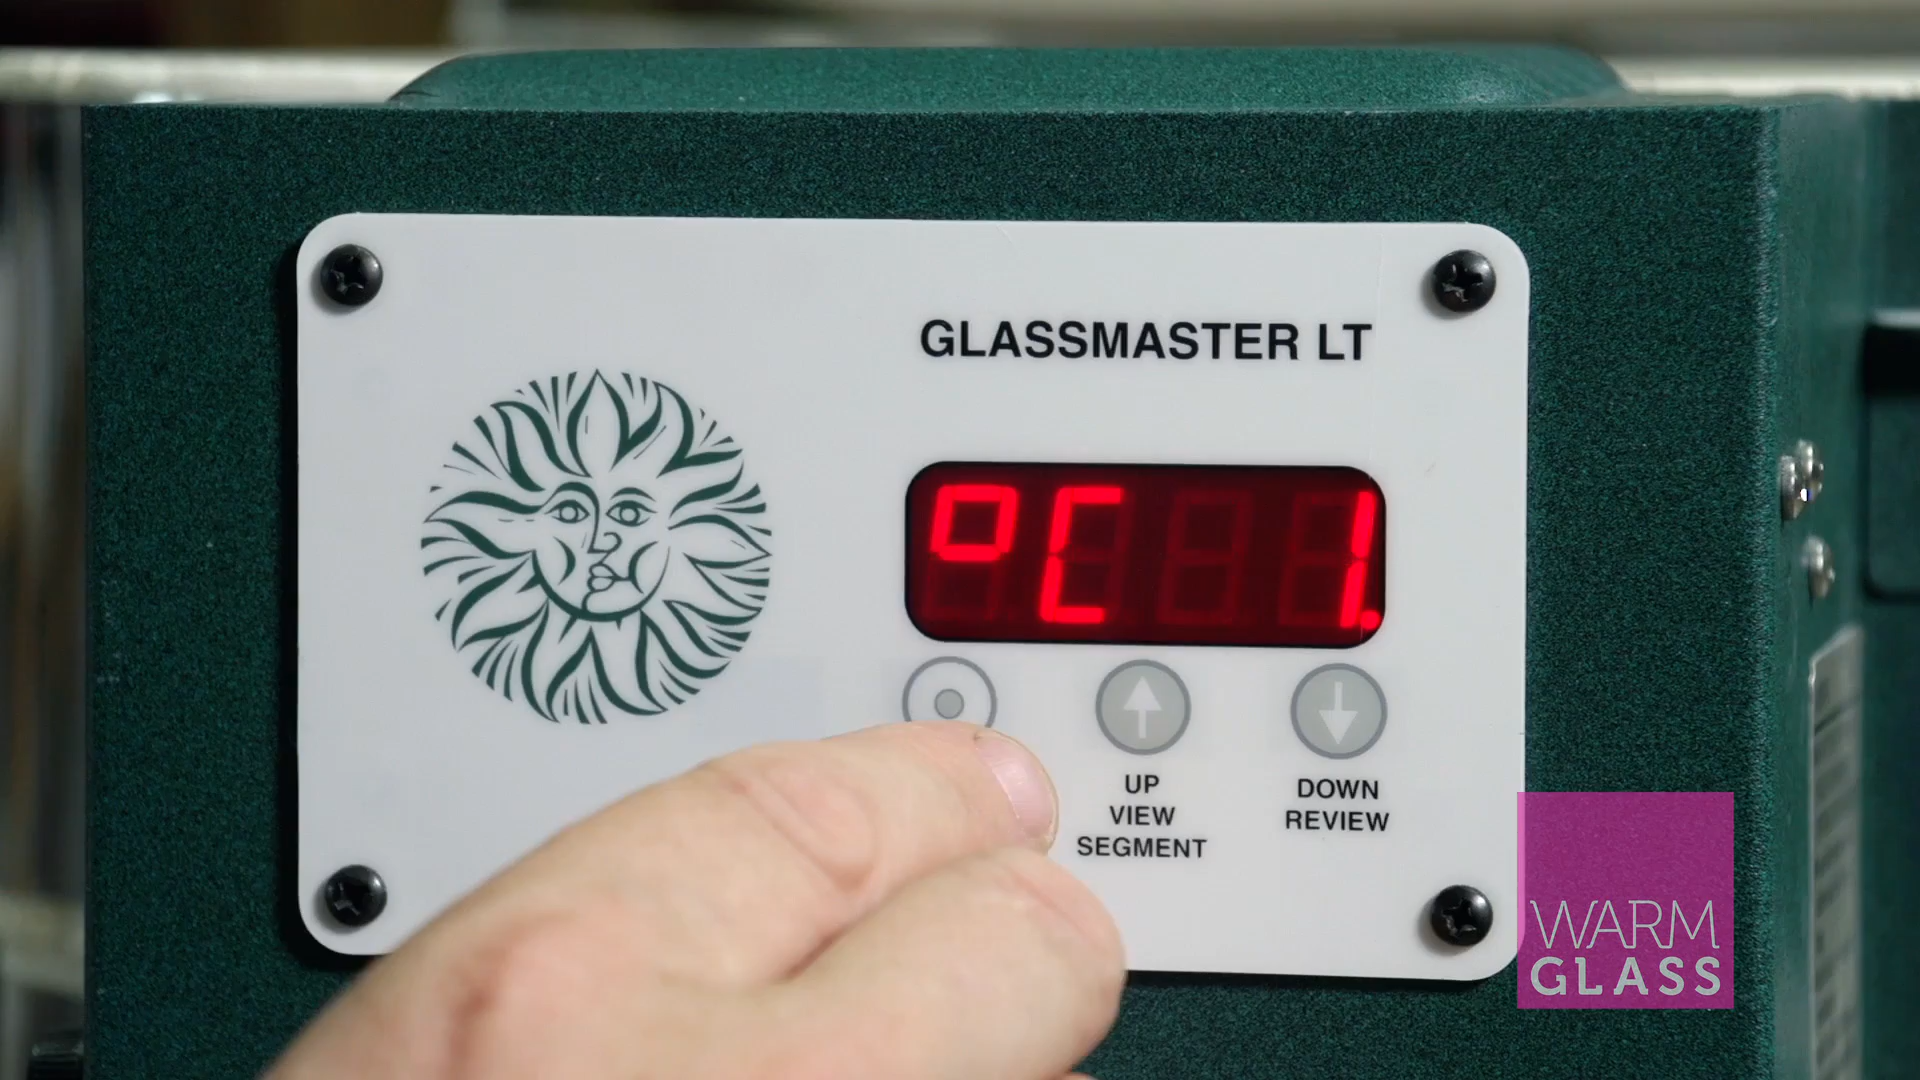 GLASSMASTER LT
°C 1.
UP
VIEW
SEGMENT
DOWN
REVIEW
WARM
GLASS